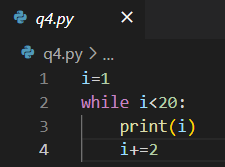 q4.py ×
q4.py > ...
1 i=1
2 while i<20:
3     print(i)
4     i+=2